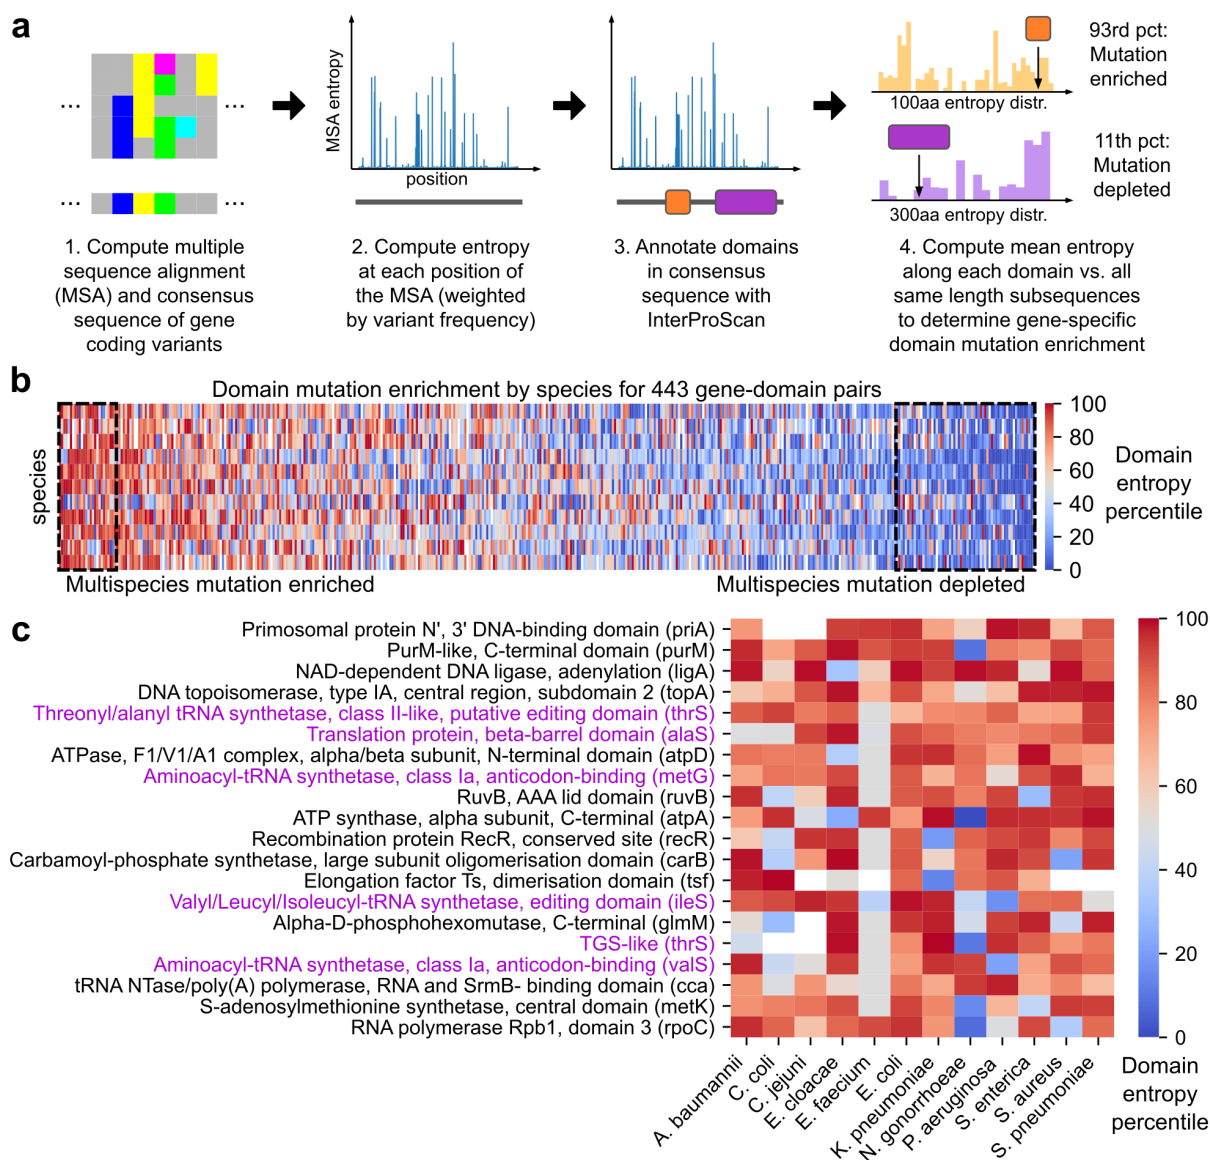 a
...
...
...
...
1. Compute multiple
sequence alignment
(MSA) and consensus
sequence of gene
coding variants
MSA entropy
position
2. Compute entropy
at each position of
the MSA (weighted
by variant frequency)
3. Annotate domains
in consensus
sequence with
InterProScan
93rd pct:
Mutation
enriched
100aa entropy distr.
11th pct:
Mutation
depleted
300aa entropy distr.
4. Compute mean entropy
along each domain vs. all
same length subsequences
to determine gene-specific
domain mutation enrichment
b
Domain mutation enrichment by species for 443 gene-domain pairs
species
100
80
60
40
20
0
Domain
entropy
percentile
Multispecies mutation enriched
Multispecies mutation depleted
c
Primosomal protein N', 3' DNA-binding domain (priA)
PurM-like, C-terminal domain (purM)
NAD-dependent DNA ligase, adenylation (ligA)
DNA topoisomerase, type IA, central region, subdomain 2 (topA)
Threonyl/alanyl tRNA synthetase, class II-like, putative editing domain (thrS)
Translation protein, beta-barrel domain (alaS)
ATPase, F1/V1/A1 complex, alpha/beta subunit, N-terminal domain (atpD)
Aminoacyl-tRNA synthetase, class Ia, anticodon-binding (metG)
RuvB, AAA lid domain (ruvB)
ATP synthase, alpha subunit, C-terminal (atpA)
Recombination protein RecR, conserved site (recR)
Carbamoyl-phosphate synthetase, large subunit oligomerisation domain (carB)
Elongation factor Ts, dimerisation domain (tsf)
Valyl/Leucyl/Isoleucyl-tRNA synthetase, editing domain (ileS)
Alpha-D-phosphohexomutase, C-terminal (glmM)
TGS-like (thrS)
Aminoacyl-tRNA synthetase, class Ia, anticodon-binding (valS)
tRNA NTase/poly(A) polymerase, RNA and SrmB- binding domain (cca)
S-adenosylmethionine synthetase, central domain (metK)
RNA polymerase Rpb1, domain 3 (rpoC)
A. baumannii
C. coli
C. jejuni
E. cloacae
E. faecium
E. coli
K. pneumoniae
N. gonorrhoeae
P. aeruginosa
S. enterica
S. aureus
S. pneumoniae
100
80
60
40
20
0
Domain
entropy
percentile